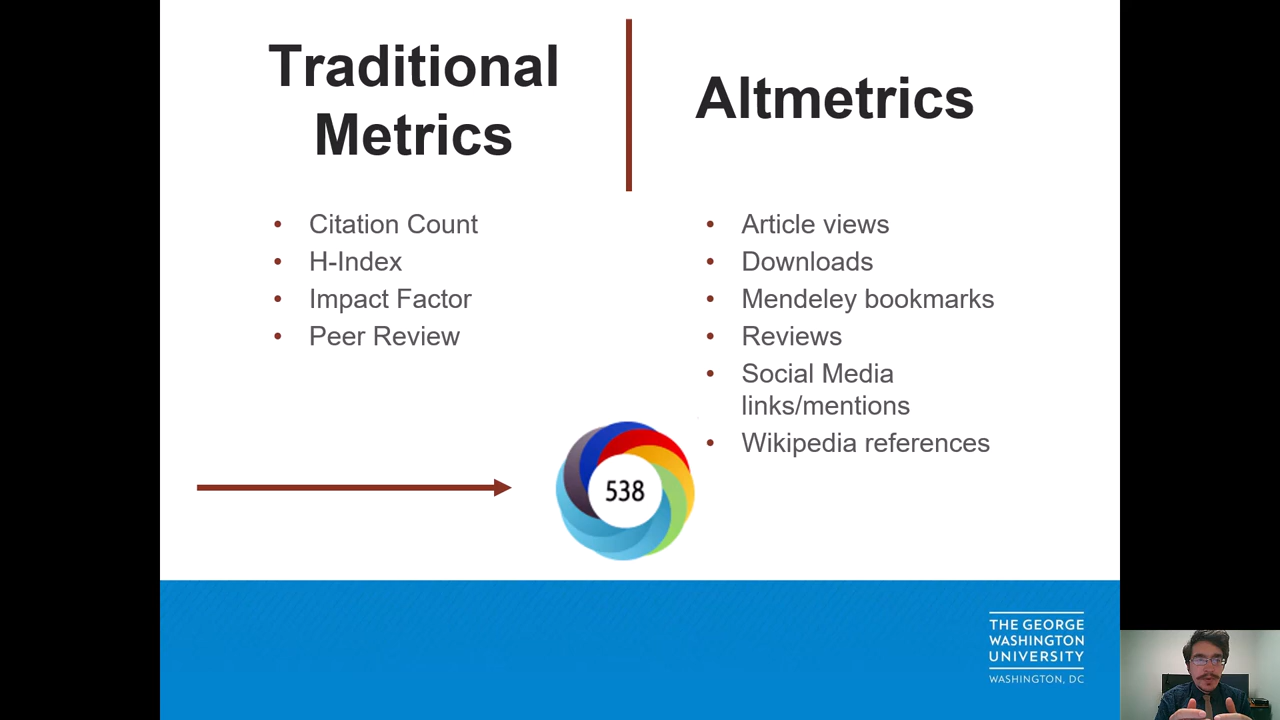 Traditional
Metrics
Altmetrics
• Citation Count
• H-Index
• Impact Factor
• Peer Review
• Article views
• Downloads
• Mendeley bookmarks
• Reviews
• Social Media
links/mentions
• Wikipedia references
538
THE GEORGE
WASHINGTON
UNIVERSITY
WASHINGTON, DC